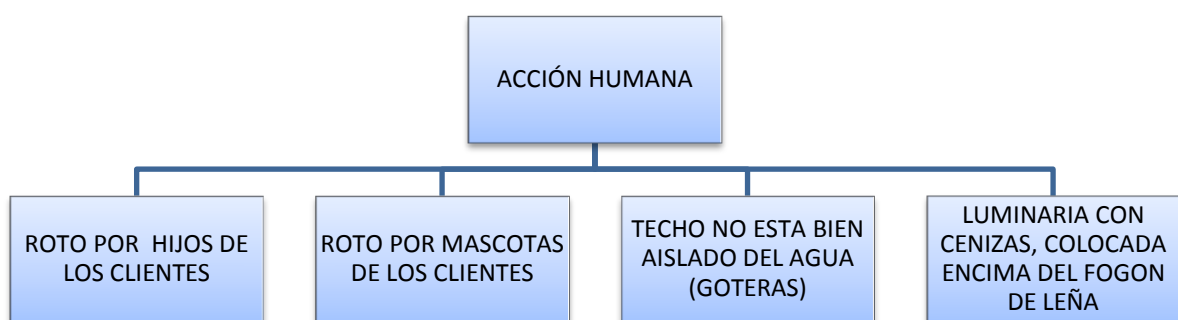 ACCIÓN HUMANA
ROTO POR HIJOS DE
LOS CLIENTES
ROTO POR MASCOTAS
DE LOS CLIENTES
TECHO NO ESTA BIEN
AISLADO DEL AGUA
(GOTERAS)
LUMINARIA CON
CENIZAS, COLOCADA
ENCIMA DEL FOGON
DE LEÑA